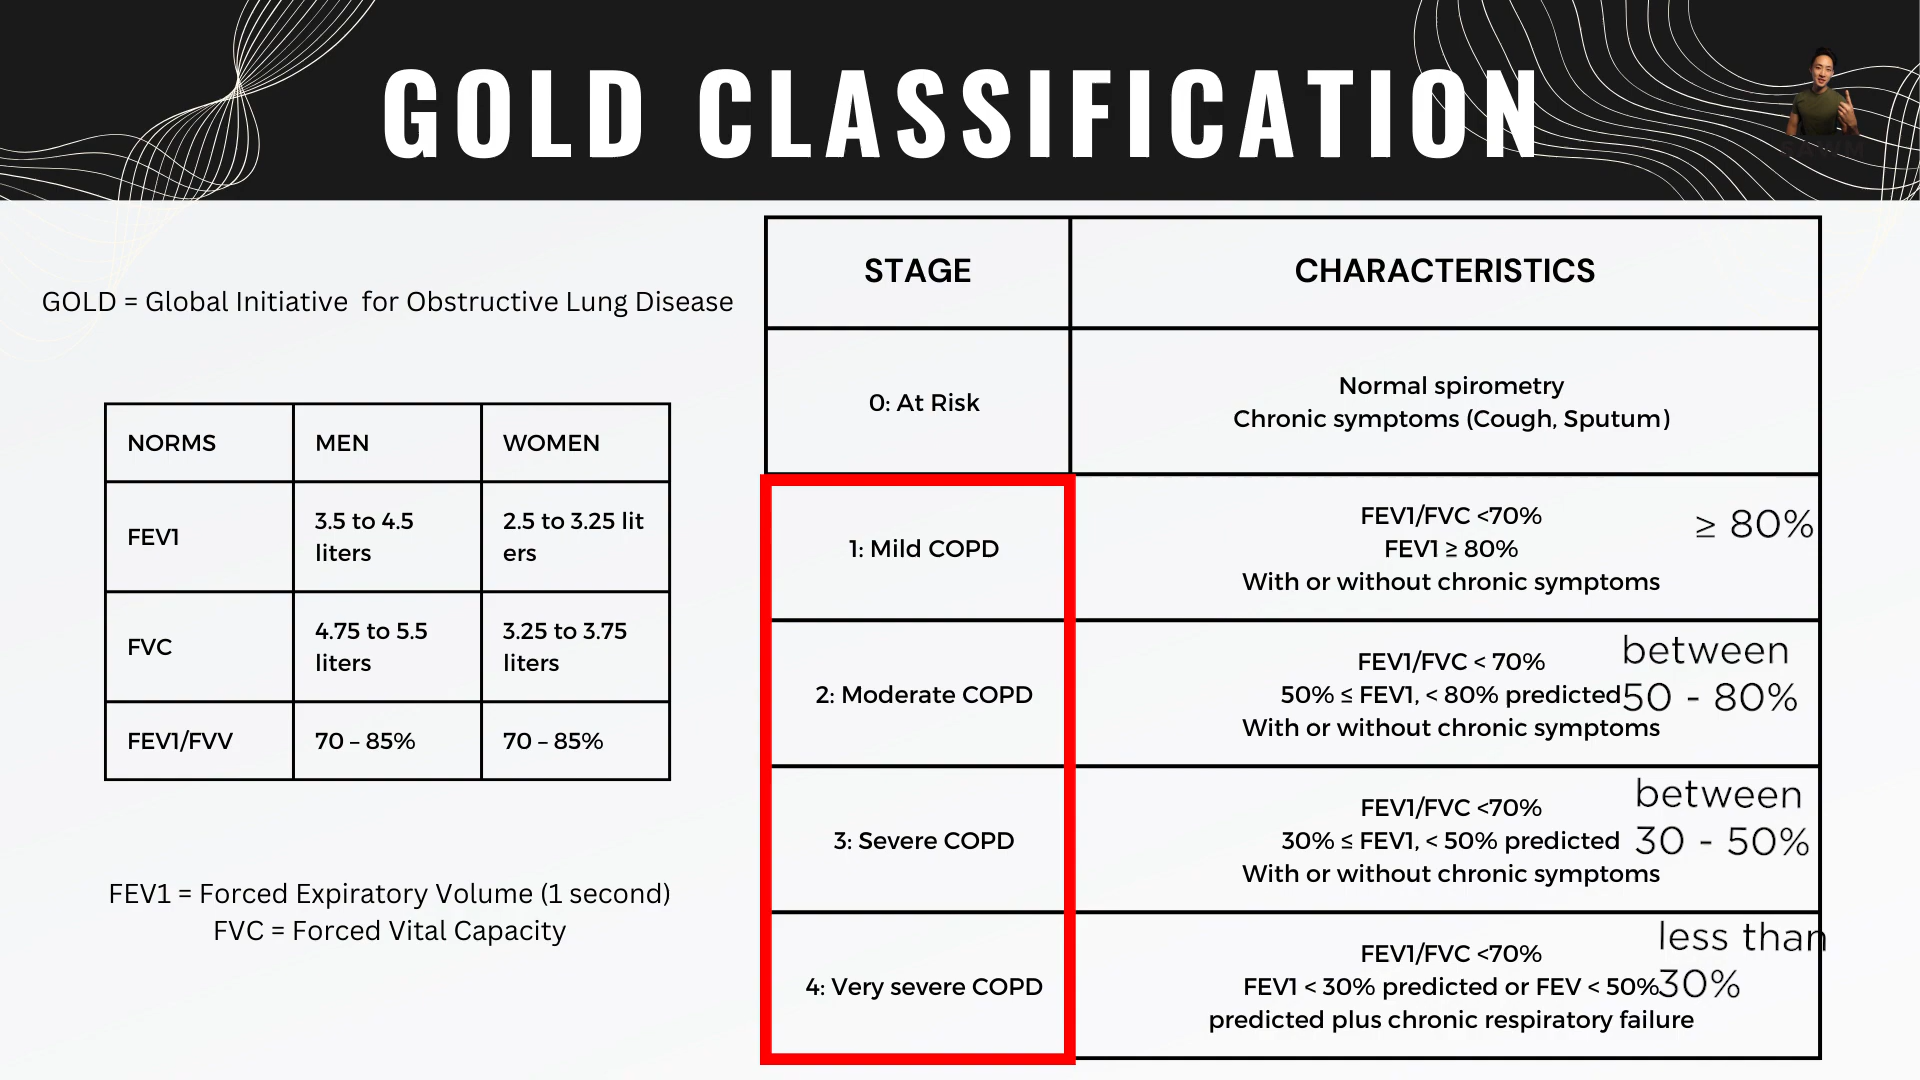 GOLD CLASSIFICATION
GOLD = Global Initiative  for Obstructive Lung Disease
NORMS MEN WOMEN
FEV1
3.5 to 4.5
liters
2.5 to 3.25 lit
ers
FVC
4.75 to 5.5
liters
3.25 to 3.75
liters
FEV1/FVV 70 – 85% 70 – 85%
FEV1 = Forced Expiratory Volume (1 second)
FVC = Forced Vital Capacity
STAGE CHARACTERISTICS
0: At Risk
Normal spirometry
Chronic symptoms (Cough, Sputum)
1: Mild COPD
FEV1/FVC <70%
FEV1 ≥ 80%
With or without chronic symptoms
≥ 80%
2: Moderate COPD
FEV1/FVC < 70%
50% ≤ FEV1, < 80% predicted
With or without chronic symptoms
between
50 - 80%
3: Severe COPD
FEV1/FVC <70%
30% ≤ FEV1, < 50% predicted
With or without chronic symptoms
between
30 - 50%
4: Very severe COPD
FEV1/FVC <70%
FEV1 < 30% predicted or FEV < 50%
predicted plus chronic respiratory failure
less than
30%